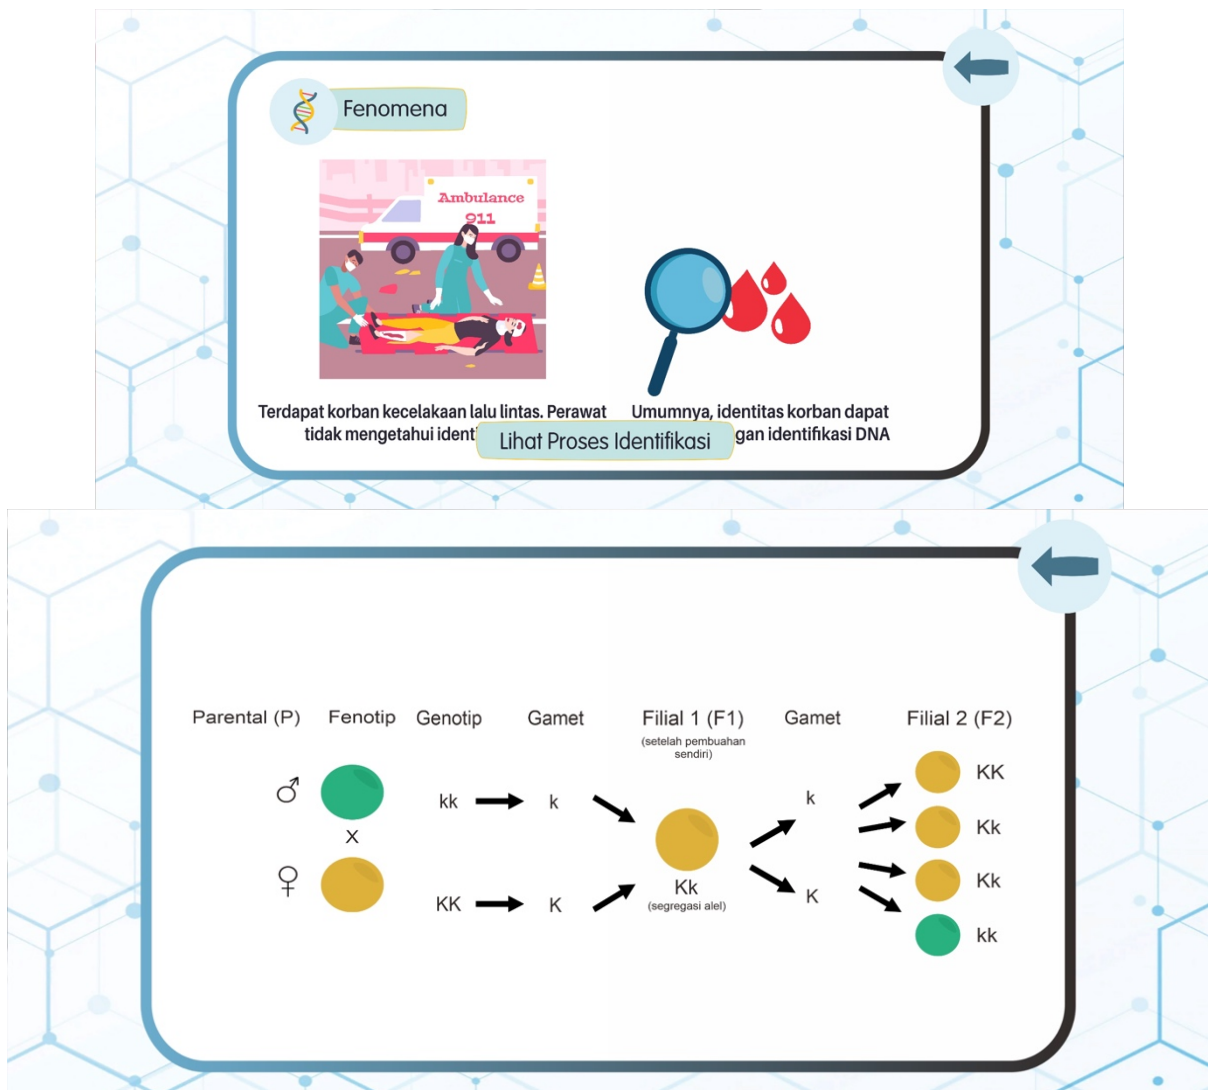 Fenomena
Ambulance
911
Terdapat korban kecelakaan lalu lintas. Perawat
tidak mengetahui
Umumnya, identitas korban dapat
identifikasi DNA
Lihat Proses Identifikasi
Parental (P) Fenotip Genotip Gamet Filial 1 (F1) Gamet Filial 2 (F2)
(setelah pembuahan
sendiri)
♂ kk k k KK
X Kk
♀ KK K Kk K Kk
(segregasi alel)
kk